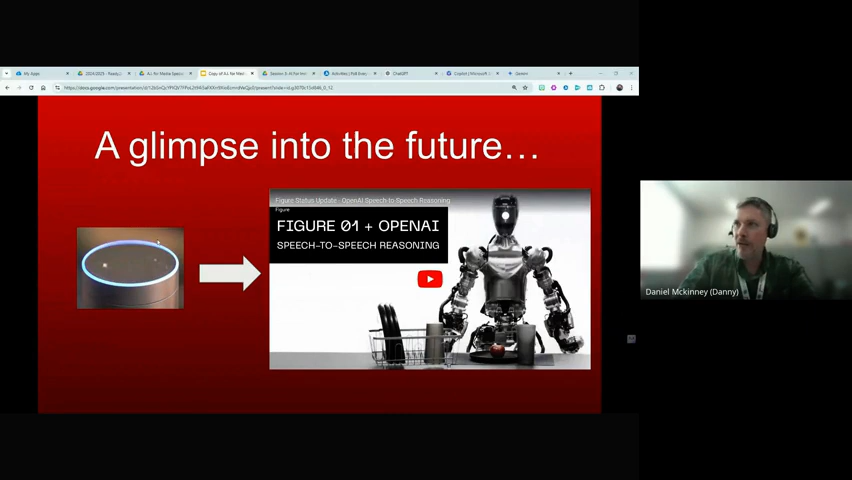 My Apps
ChatGPT
Gemini
A glimpse into the future…
Figure Status Update - OpenAI Speech-to-Speech Reasoning
Figure
FIGURE 01 + OPENAI
SPEECH-TO-SPEECH REASONING
Daniel Mckinney (Danny)